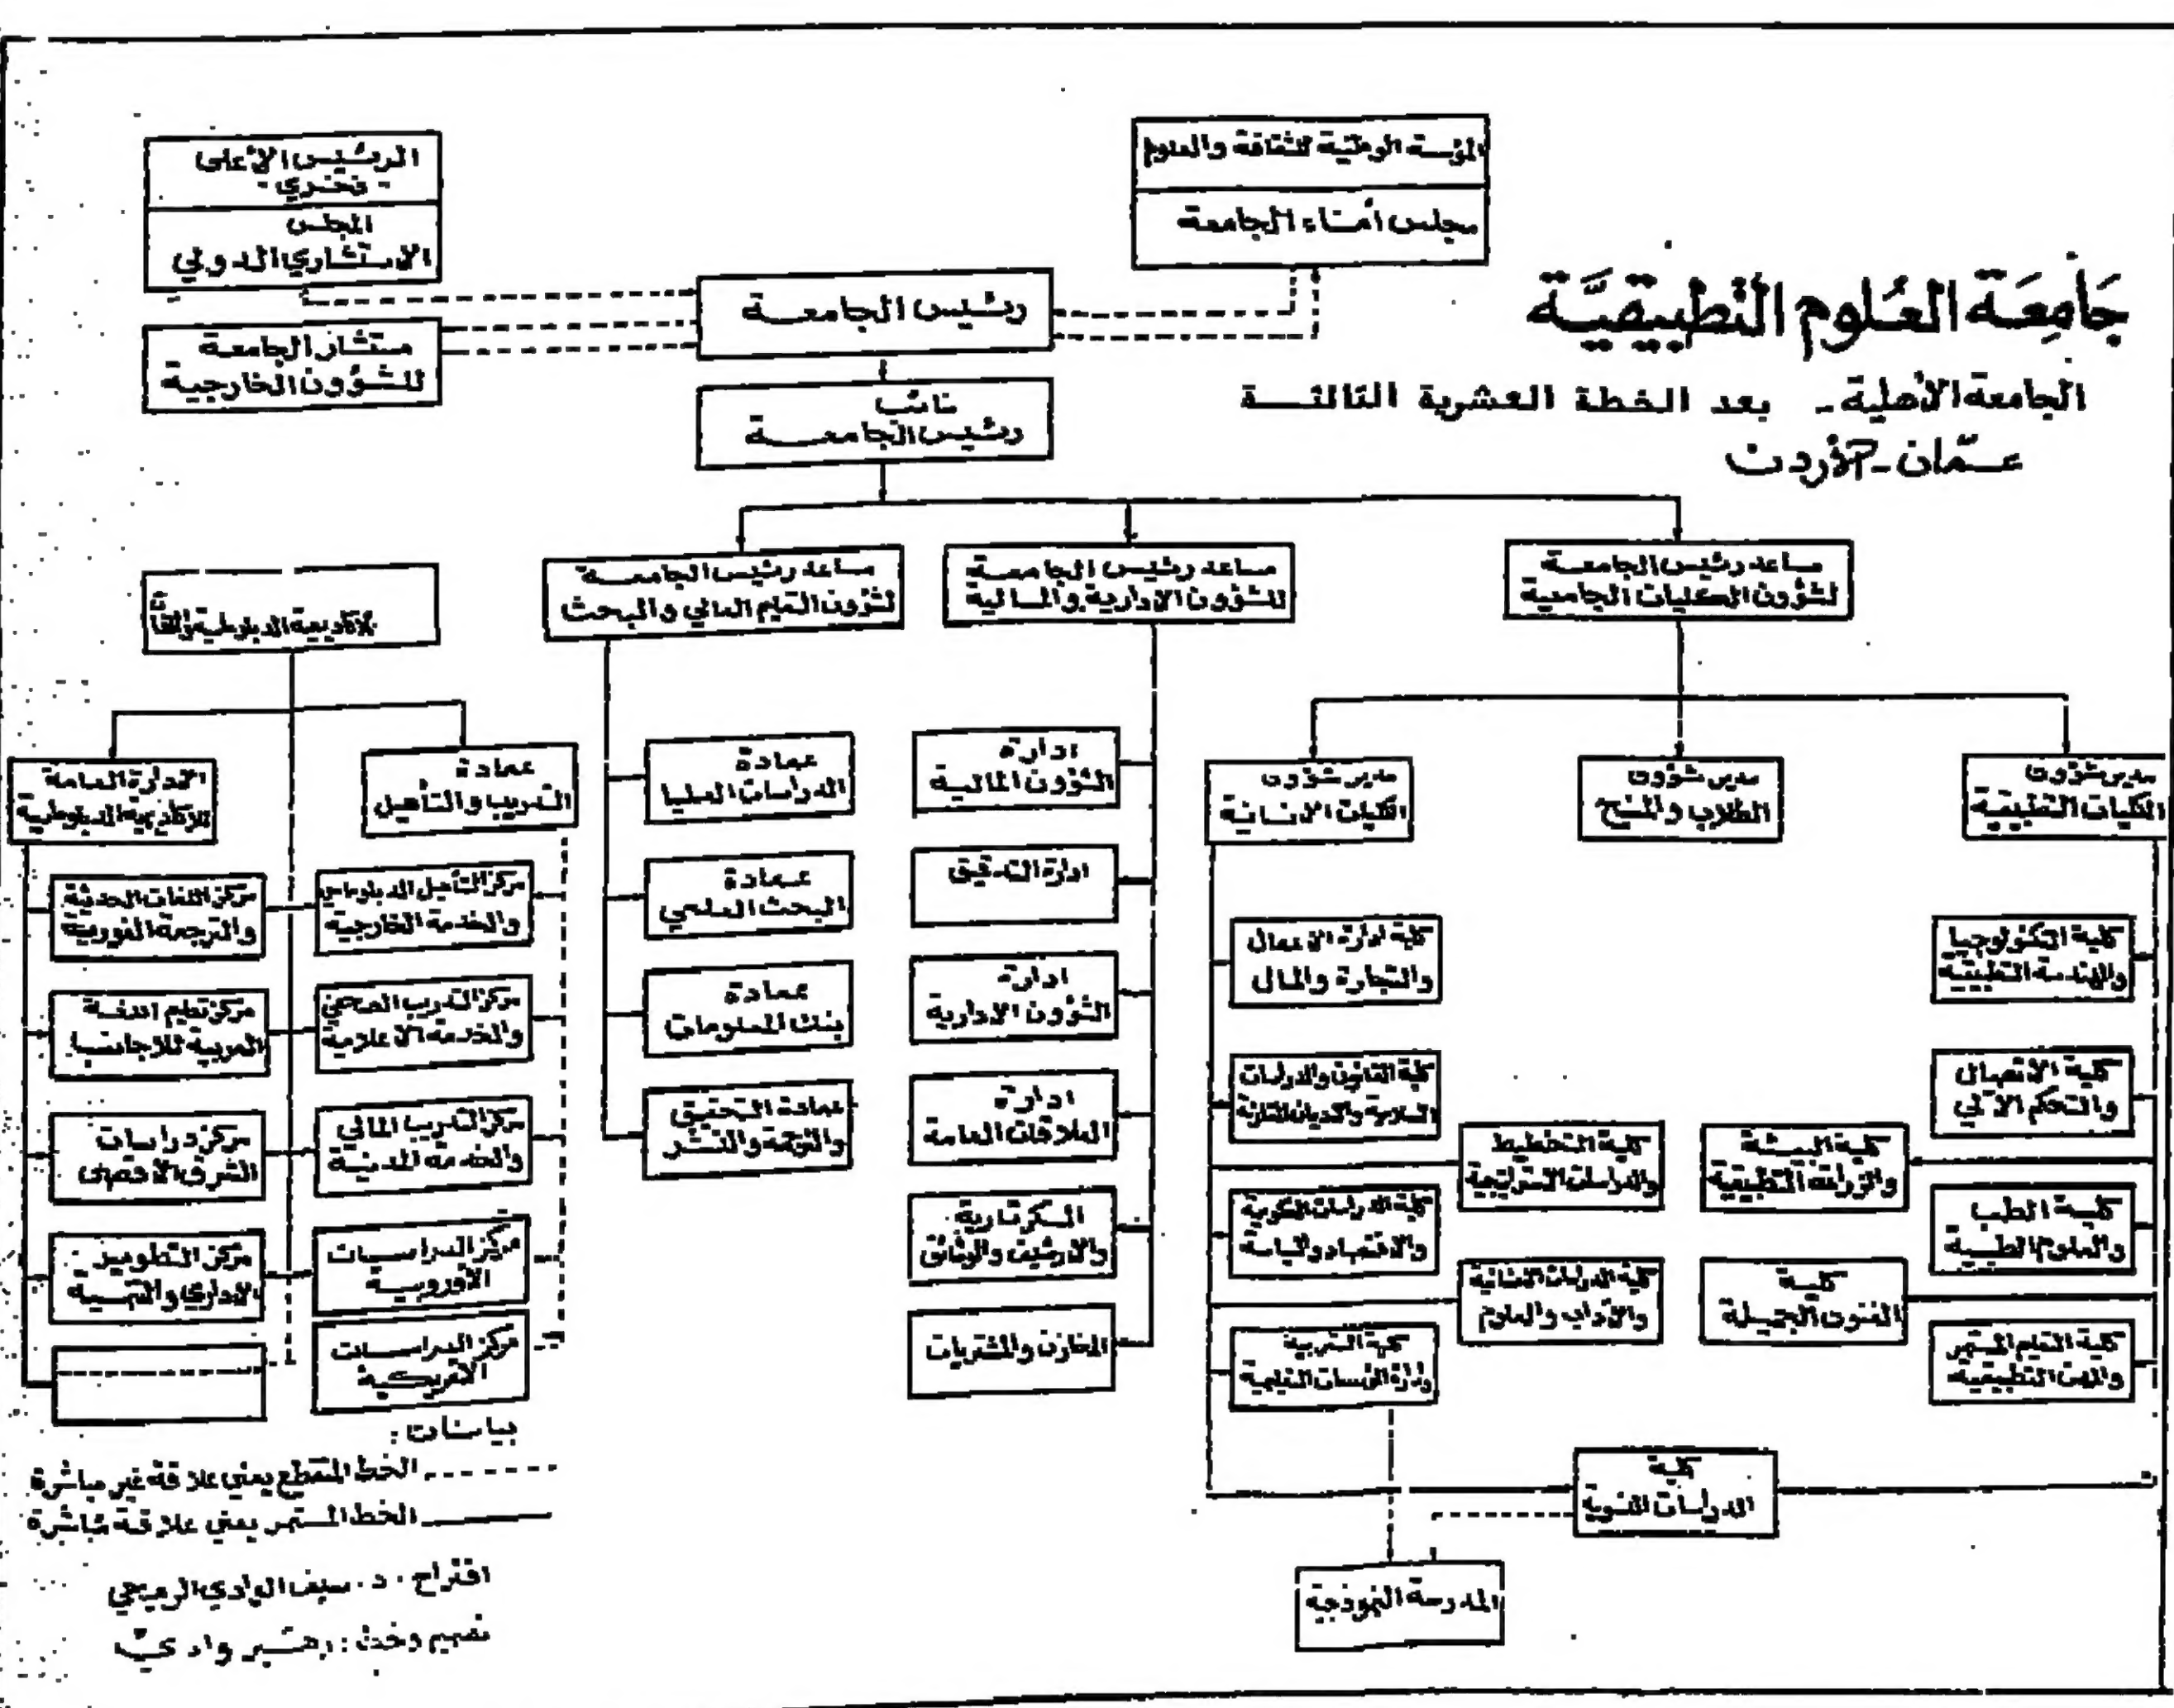 المؤسسة الوطنية للثقافة والعلوم
مجلس أمناء الجامعة
الرئيس الأعلى
- فخري -
المجلس
الاستشاري الدولي
جَامِعَة العُلوم التطبيقيَّة
الجامعة الأهلية - بعد الخطة العشرية الثالثة
عمّان - الأردن
رئيس الجامعة
مستشار الجامعة
للشؤون الخارجية
نائب
رئيس الجامعة
مساعد رئيس الجامعة
لشؤون الكليات الجامعية
مساعد رئيس الجامعة
للشؤون الادارية والمالية
مساعد رئيس الجامعة
لشؤون التعليم العالي والبحث
مدير شؤون
الكليات التطبيقية
مدير شؤون
الطلاب والمنح
مدير شؤون
الكليات الانسانية
كلية التكنولوجيا
والهندسة التطبيقية
كلية الاتصال
والتحكم الآلي
كلية الطب
والعلوم الطبية
كلية التعليم المستمر
والمهن التطبيقية
كلية البيئة
والزراعة التطبيقية
كلية
الفنون الجميلة
كلية التخطيط
والدراسات الاستراتيجية
كلية الدراسات
والآداب والعلوم
كلية ادارة الاعمال
والتجارة والمال
كلية القانون والدراسات
كلية الدراسات
والاقتصاد والسياسة
كلية التربية
كلية
الدراسات النسوية
المدرسة النموذجية
ادارة
الشؤون المالية
ادارة التدقيق
ادارة
الشؤون الادارية
ادارة
العلاقات العامة
السكرتارية
والارشيف والوثائق
المخازن والمشتريات
عمادة
الدراسات العليا
عمادة
البحث العلمي
عمادة
بنك المعلومات
عمادة التحقيق
والترجمة والنشر
عمادة
التدريب والتأهيل
مركز التأهيل الدبلوماسي
والخدمة الخارجية
مركز التدريب الصحفي
والخدمة الاعلامية
مركز التدريب المالي
والخدمة المدنية
مركز الدراسات
الأوروبية
مركز الدراسات
الأمريكية
الادارة العامة
للأكاديمية الدبلوماسية
مركز اللغات الحديثة
والترجمة الفورية
مركز تعليم اللغة
العربية للاجانب
مركز دراسات
الشرق الأقصى
مركز التطوير
الاداري والتنمية
بيانات:
الخط المتقطع يعني علاقة غير مباشرة
الخط المستمر يعني علاقة مباشرة
اقتراح. د. سيف الوادي الرميحي